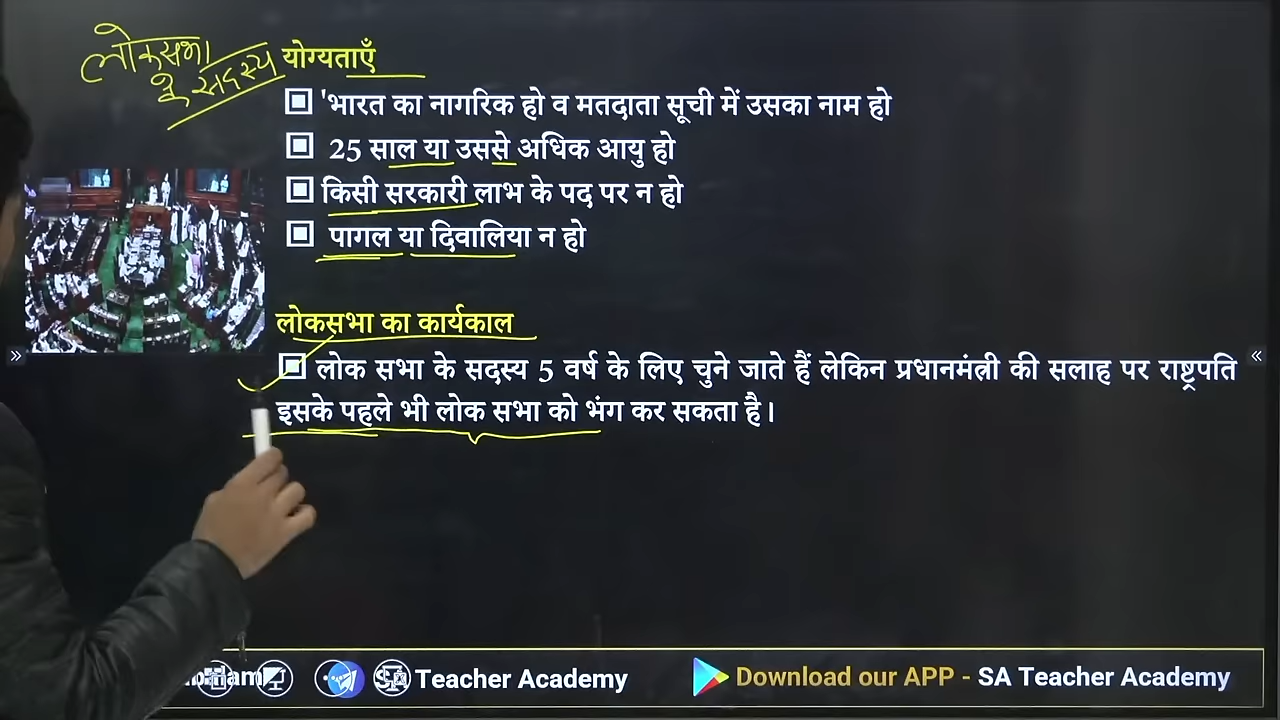 लोकसभा
के सदस्य
योग्यताएँ
'भारत का नागरिक हो व मतदाता सूची में उसका नाम हो
25 साल या उससे अधिक आयु हो
किसी सरकारी लाभ के पद पर न हो
पागल या दिवालिया न हो
लोकसभा का कार्यकाल
लोक सभा के सदस्य 5 वर्ष के लिए चुने जाते हैं लेकिन प्रधानमंत्री की सलाह पर राष्ट्रपति
इसके पहले भी लोक सभा को भंग कर सकता है।
Teacher Academy
Download our APP - SA Teacher Academy